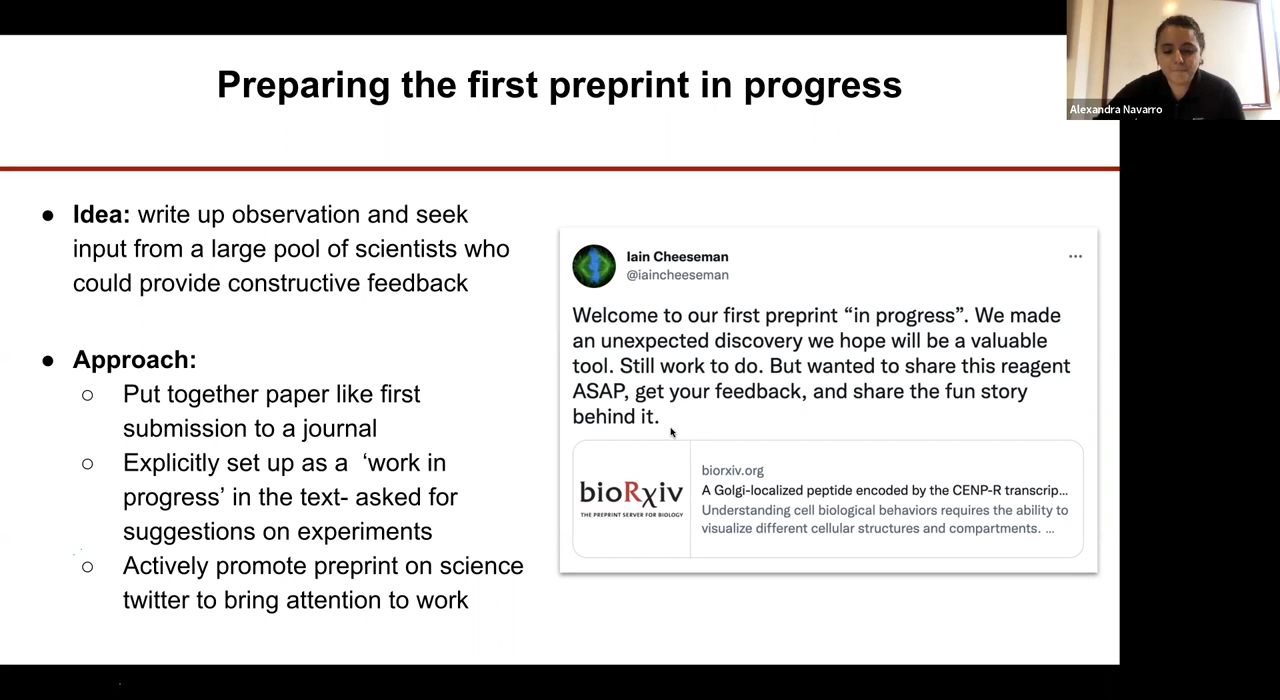 Preparing the first preprint in progress
Alexandra Navarro
● Idea: write up observation and seek
input from a large pool of scientists who
could provide constructive feedback
● Approach:
○ Put together paper like first
submission to a journal
○ Explicitly set up as a ‘work in
progress’ in the text- asked for
suggestions on experiments
○ Actively promote preprint on science
twitter to bring attention to work
Iain Cheeseman
@iaincheeseman
Welcome to our first preprint “in progress”. We made
an unexpected discovery we hope will be a valuable
tool. Still work to do. But wanted to share this reagent
ASAP, get your feedback, and share the fun story
behind it.
bioRχiv
THE PREPRINT SERVER FOR BIOLOGY
biorxiv.org
A Golgi-localized peptide encoded by the CENP-R transcrip...
Understanding cell biological behaviors requires the ability to
visualize different cellular structures and compartments. ...